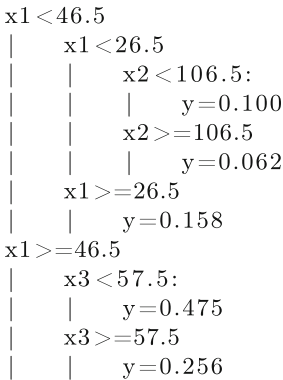 x1<46.5
| x1<26.5
| | x2<106.5:
| | | y=0.100
| | x2>=106.5
| | | y=0.062
| x1>=26.5
| | y=0.158
x1>=46.5
| x3<57.5:
| | y=0.475
| x3>=57.5
| | y=0.256